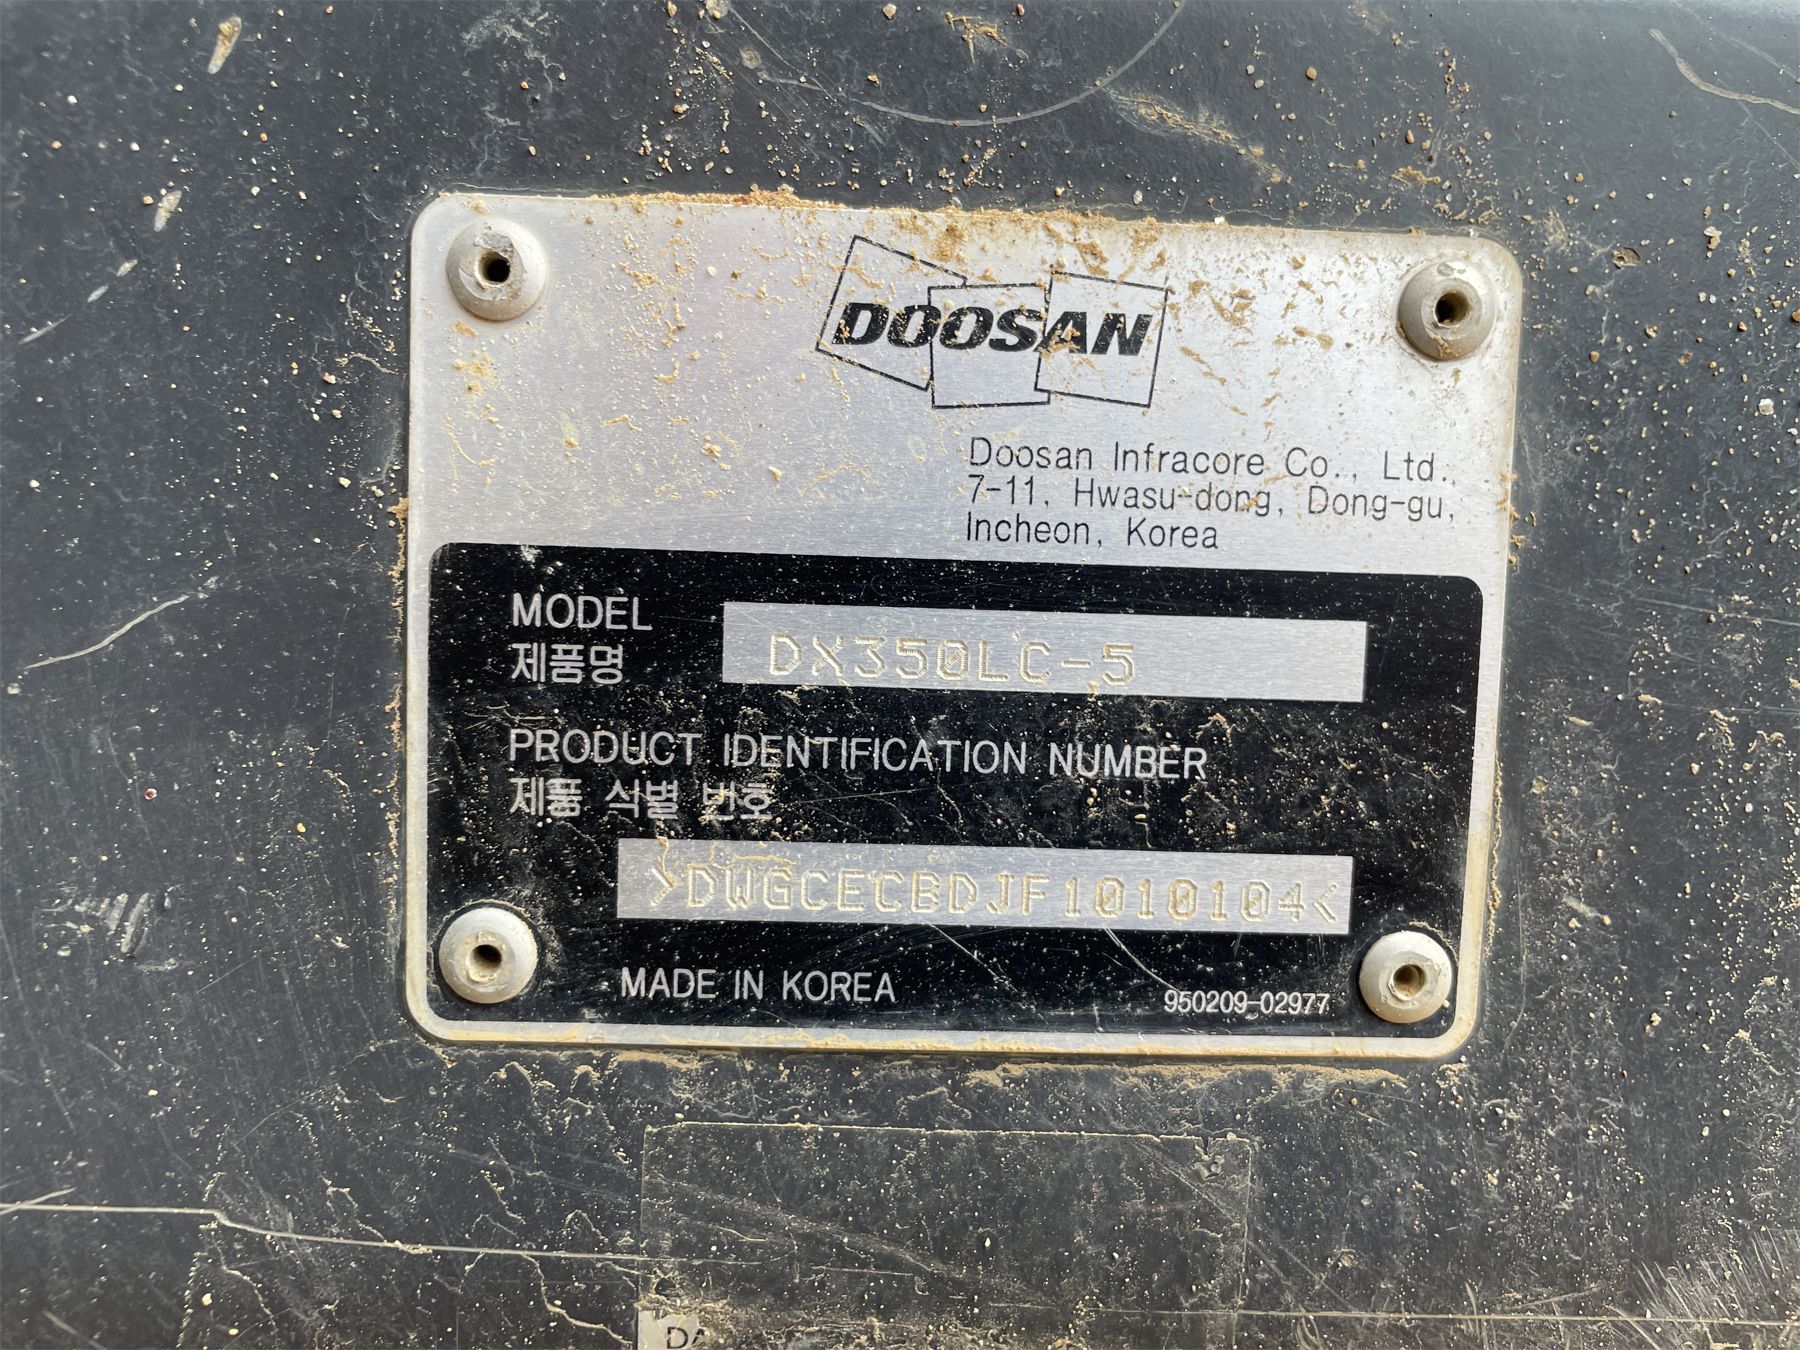 DOOSAN
Doosan Infracore Co., Ltd.,
7-11, Hwasu-dong, Dong-gu,
Incheon, Korea
MODEL
제품명
DX350LC-5
PRODUCT IDENTIFICATION NUMBER
제품 식별 번호
>DWGCECBDJF1010104<
MADE IN KOREA
950209-02977